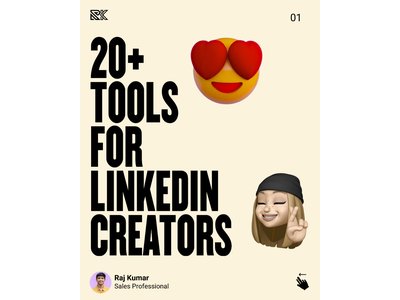 RK
01
20+
TOOLS
FOR
LINKEDIN
CREATORS
Raj Kumar
Sales Professional